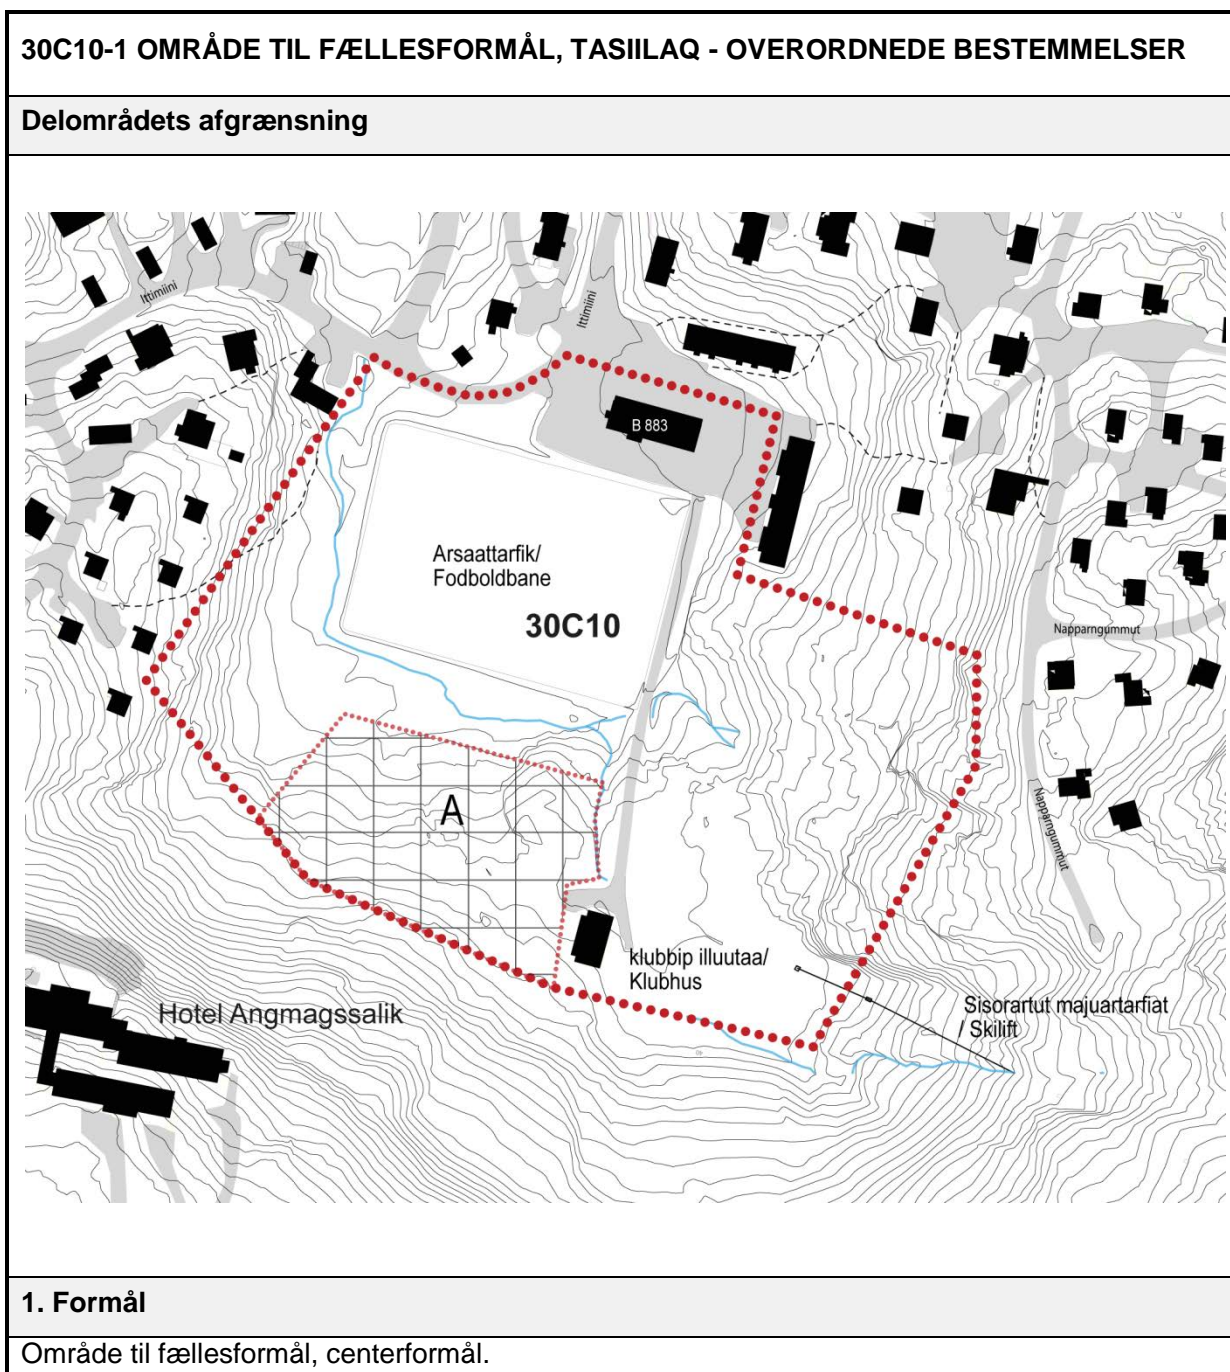 30C10-1 OMRÅDE TIL FÆLLESFORMÅL, TASIILAQ - OVERORDNEDE BESTEMMELSER
Delområdets afgrænsning
Ittimiini
Ittimiini
B 883
Arsaattarfik/
Fodboldbane
30C10
Napparngummut
Napparngummut
A
klubbip illuutaa/
Klubhus
Sisorartut majuartarfiat
/ Skilift
Hotel Angmagssalik
1. Formål
Område til fællesformål, centerformål.